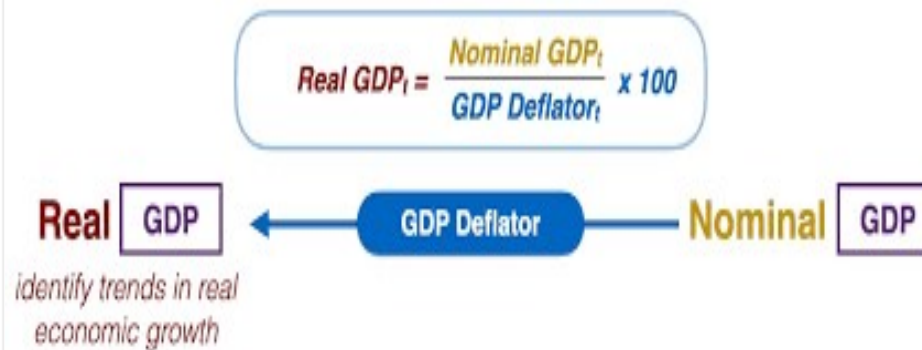 Real GDPₜ = Nominal GDPₜ / GDP Deflatorₜ x 100
Real GDP GDP Deflator Nominal GDP
identify trends in real
economic growth